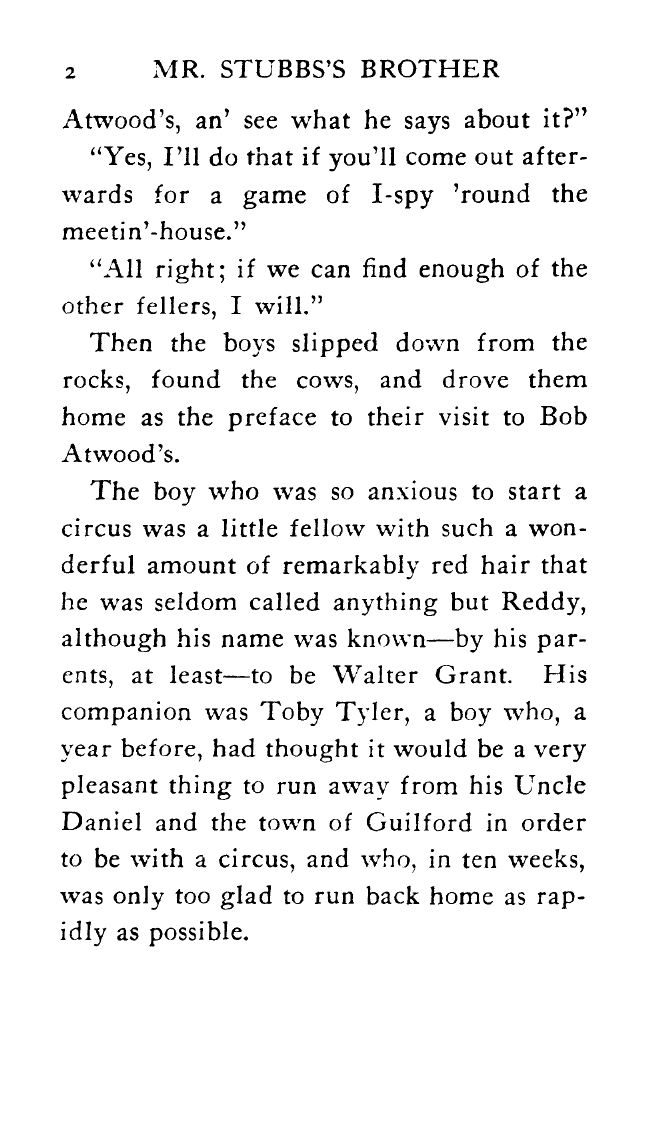 2 MR. STUBBS'S BROTHER
Atwood's, an' see what he says about it?”
“Yes, I'll do that if you'll come out after-
wards for a game of I-spy 'round the
meetin'-house.”
“All right; if we can find enough of the
other fellers, I will.”
Then the boys slipped down from the
rocks, found the cows, and drove them
home as the preface to their visit to Bob
Atwood's.
The boy who was so anxious to start a
circus was a little fellow with such a won-
derful amount of remarkably red hair that
he was seldom called anything but Reddy,
although his name was known—by his par-
ents, at least—to be Walter Grant. His
companion was Toby Tyler, a boy who, a
year before, had thought it would be a very
pleasant thing to run away from his Uncle
Daniel and the town of Guilford in order
to be with a circus, and who, in ten weeks,
was only too glad to run back home as rap-
idly as possible.